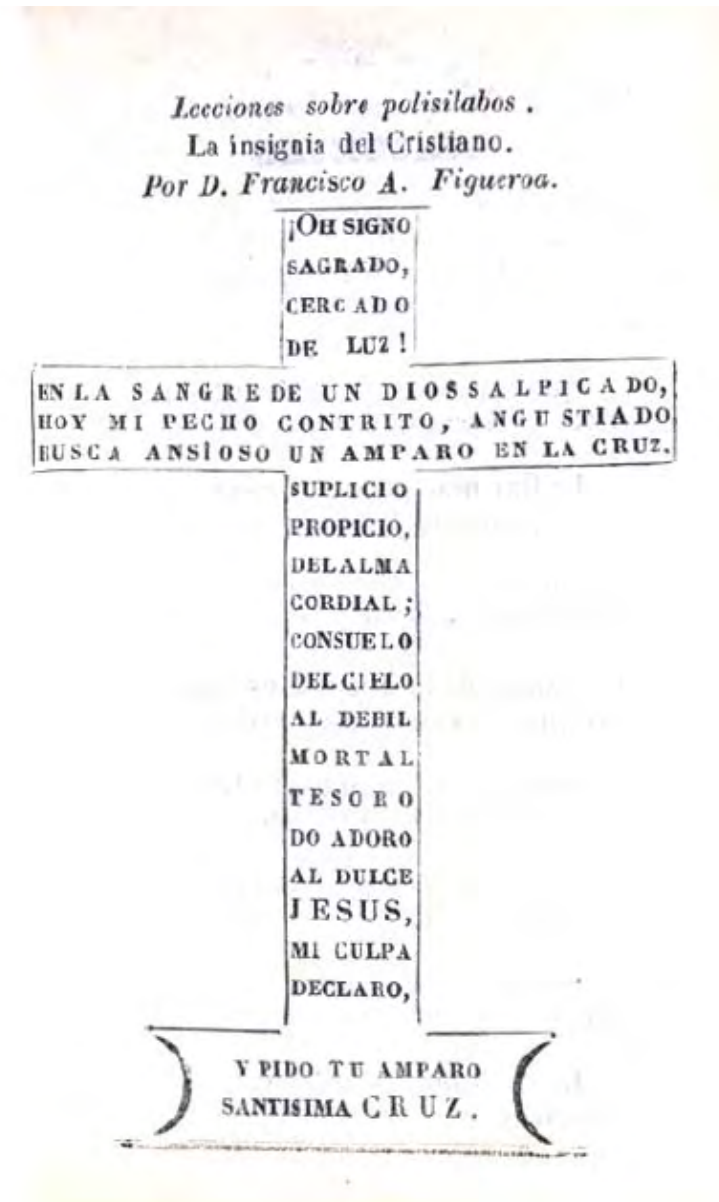 Lecciones sobre polisilabos.
La insignia del Cristiano.
Por D. Francisco A. Figueroa.
¡OH SIGNO
SAGRADO,
CERCADO
DE LUZ!
EN LA SANGRE DE UN DIOS SALPICADO,
HOY MI PECHO CONTRITO, ANGUSTIADO
BUSCA ANSIOSO UN AMPARO EN LA CRUZ.
SUPLICIO
PROPICIO,
DEL ALMA
CORDIAL;
CONSUELO
DEL CIELO
AL DEBIL
MORTAL
TESORO
DO ADORO
AL DULCE
JESUS,
MI CULPA
DECLARO,
Y PIDO TU AMPARO
SANTISIMA CRUZ.